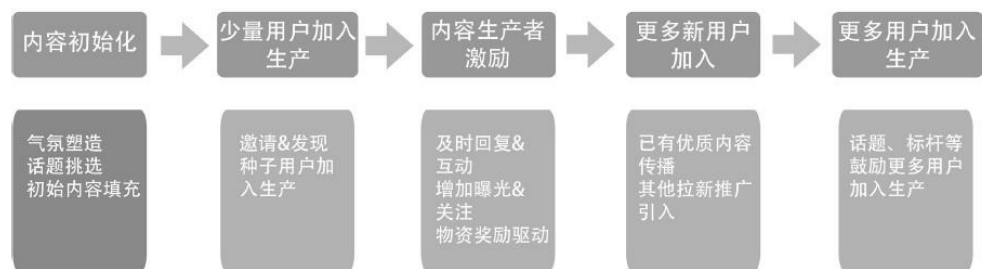 内容初始化
少量用户加入
生产
内容生产者
激励
更多新用户
加入
更多用户加入
生产
气氛塑造
话题挑选
初始内容填充
邀请&发现
种子用户加
入生产
及时回复&
互动
增加曝光&
关注
物资奖励驱动
已有优质内容
传播
其他拉新推广
引入
话题、标杆等
鼓励更多用户
加入生产